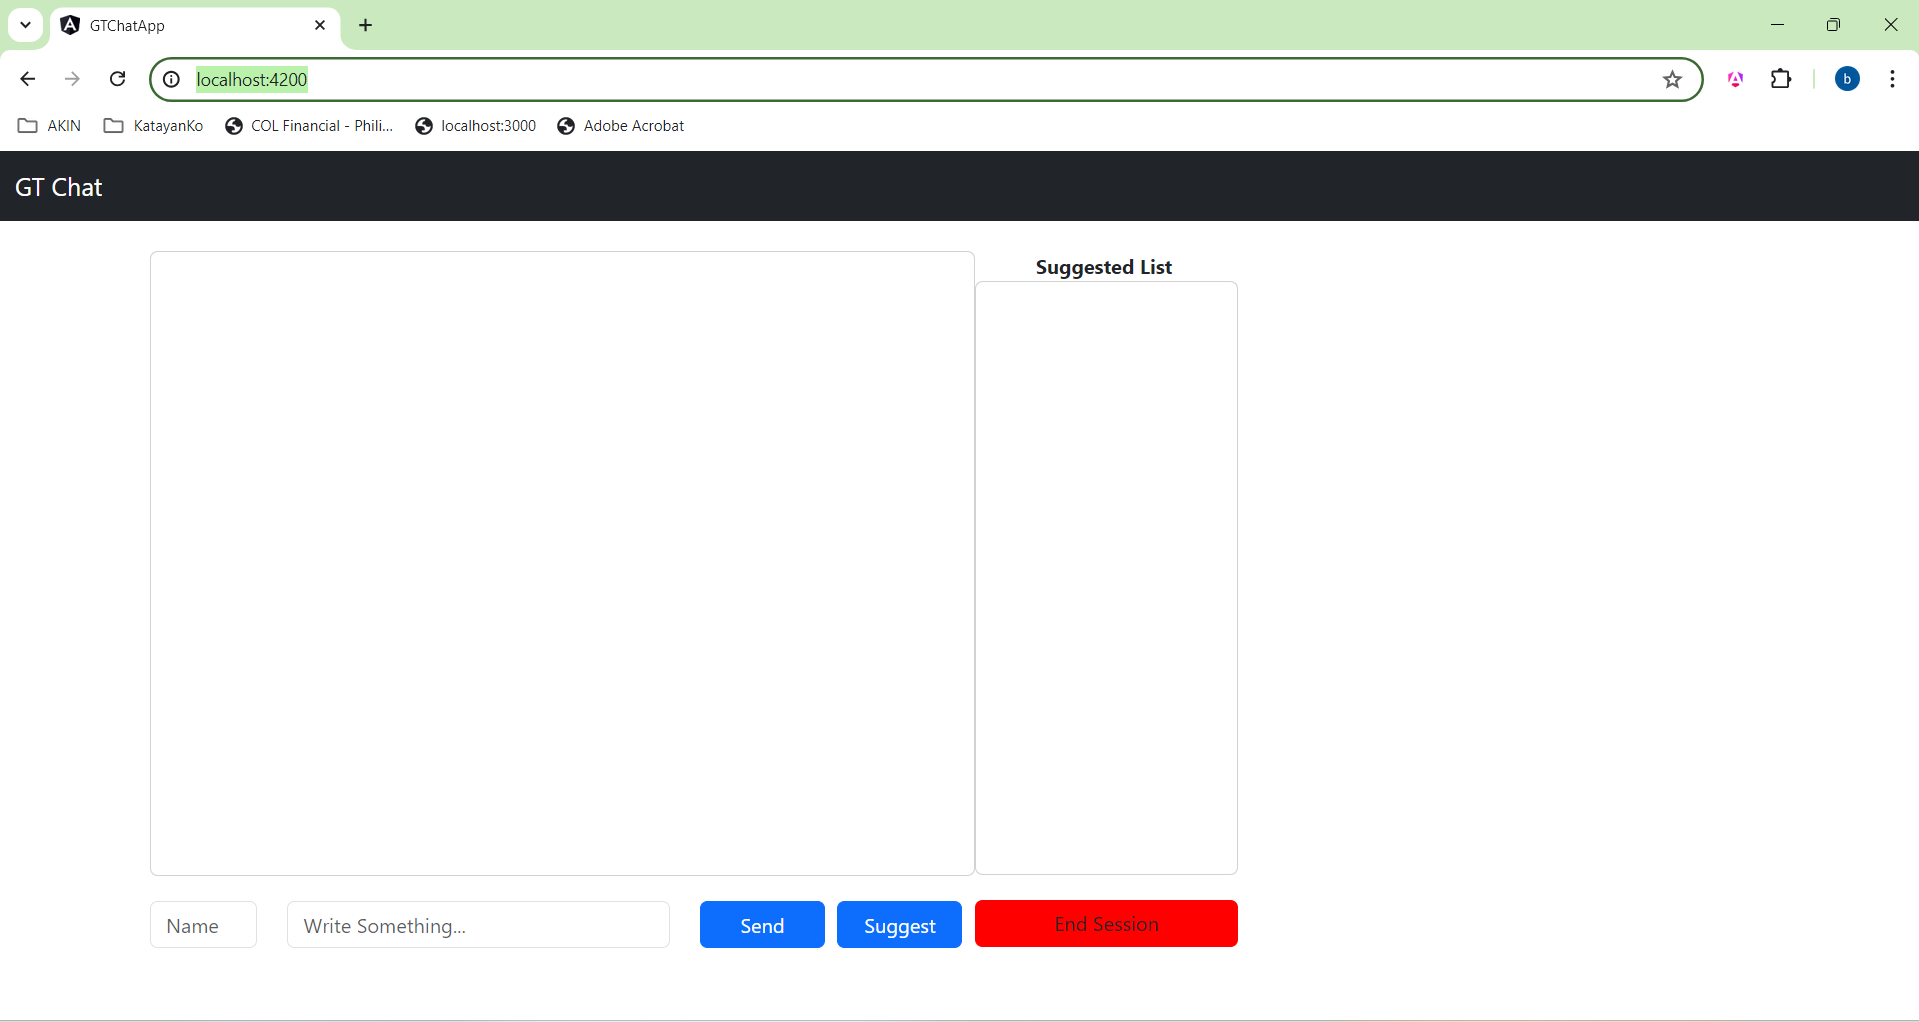 GTChatApp
localhost:4200
b
AKIN KatayanKo COL Financial - Phili... localhost:3000 Adobe Acrobat
GT Chat
Suggested List
Name Write Something... Send Suggest End Session